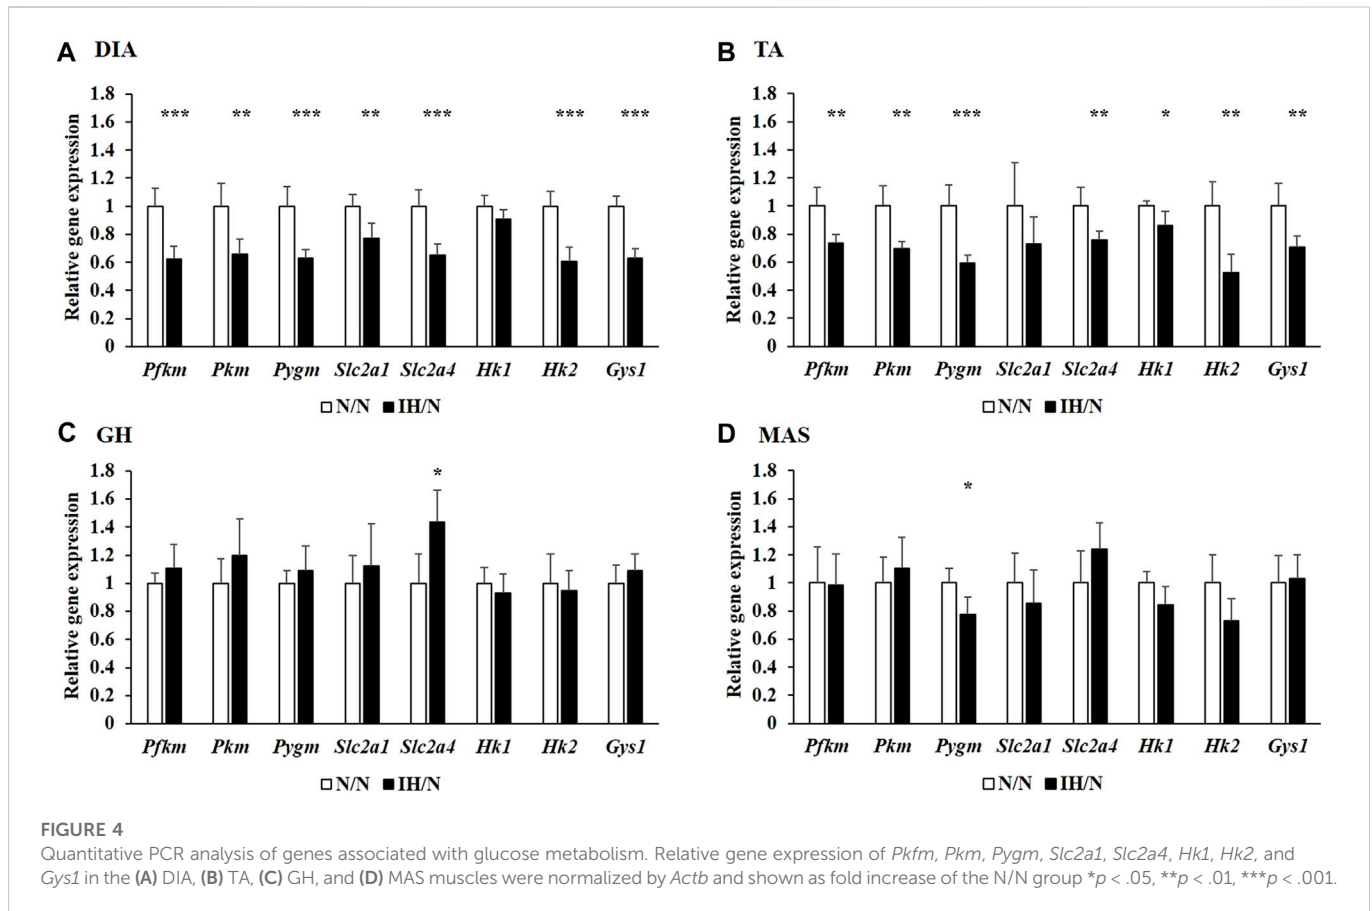 A DIA
Relative gene expression
1.8
1.6
1.4
1.2
1
0.8
0.6
0.4
0.2
0
*** ** *** ** *** *** ***
Pfkm Pkm Pygm Slc2a1 Slc2a4 Hk1 Hk2 Gys1
N/N IH/N
B TA
Relative gene expression
1.8
1.6
1.4
1.2
1
0.8
0.6
0.4
0.2
0
** ** *** ** * ** **
Pfkm Pkm Pygm Slc2a1 Slc2a4 Hk1 Hk2 Gys1
N/N IH/N
C GH
Relative gene expression
1.8
1.6
1.4
1.2
1
0.8
0.6
0.4
0.2
0
*
Pfkm Pkm Pygm Slc2a1 Slc2a4 Hk1 Hk2 Gys1
N/N IH/N
D MAS
Relative gene expression
1.8
1.6
1.4
1.2
1
0.8
0.6
0.4
0.2
0
*
Pfkm Pkm Pygm Slc2a1 Slc2a4 Hk1 Hk2 Gys1
N/N IH/N
FIGURE 4
Quantitative PCR analysis of genes associated with glucose metabolism. Relative gene expression of Pkfm, Pkm, Pygm, Slc2a1, Slc2a4, Hk1, Hk2, and
Gys1 in the (A) DIA, (B) TA, (C) GH, and (D) MAS muscles were normalized by Actb and shown as fold increase of the N/N group *p < .05, **p < .01, ***p < .001.